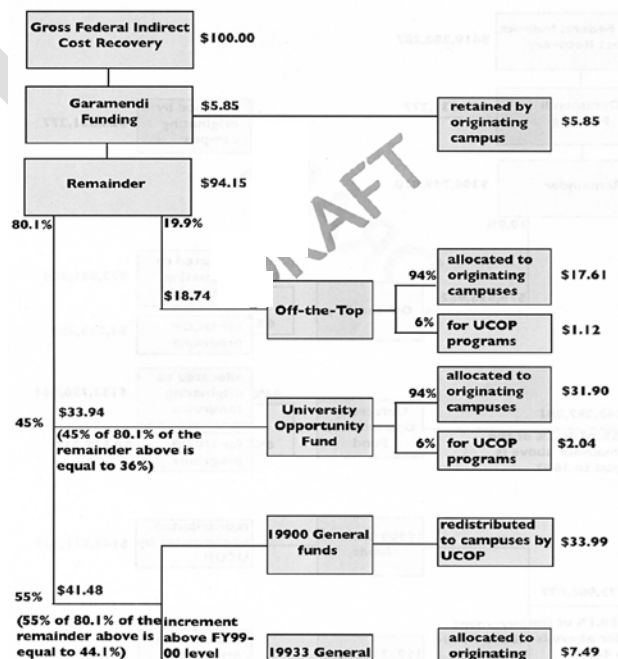 Gross Federal Indirect
Cost Recovery
$100.00
Garamendi
Funding
$5.85
retained by
originating
campus
$5.85
Remainder
$94.15
80.1%
19.9%
$18.74
Off-the-Top
94%
allocated to
originating
campuses
$17.61
6%
for UCOP
programs
$1.12
45%
$33.94
(45% of 80.1% of the
remainder above is
equal to 36%)
University
Opportunity
Fund
94%
allocated to
originating
campuses
$31.90
6%
for UCOP
programs
$2.04
19900 General
funds
redistributed
to campuses by
UCOP
$33.99
55%
$41.48
(55% of 80.1% of the
remainder above is
equal to 44.1%)
increment
above FY99-
00 level
19933 General
allocated to
originating
$7.49